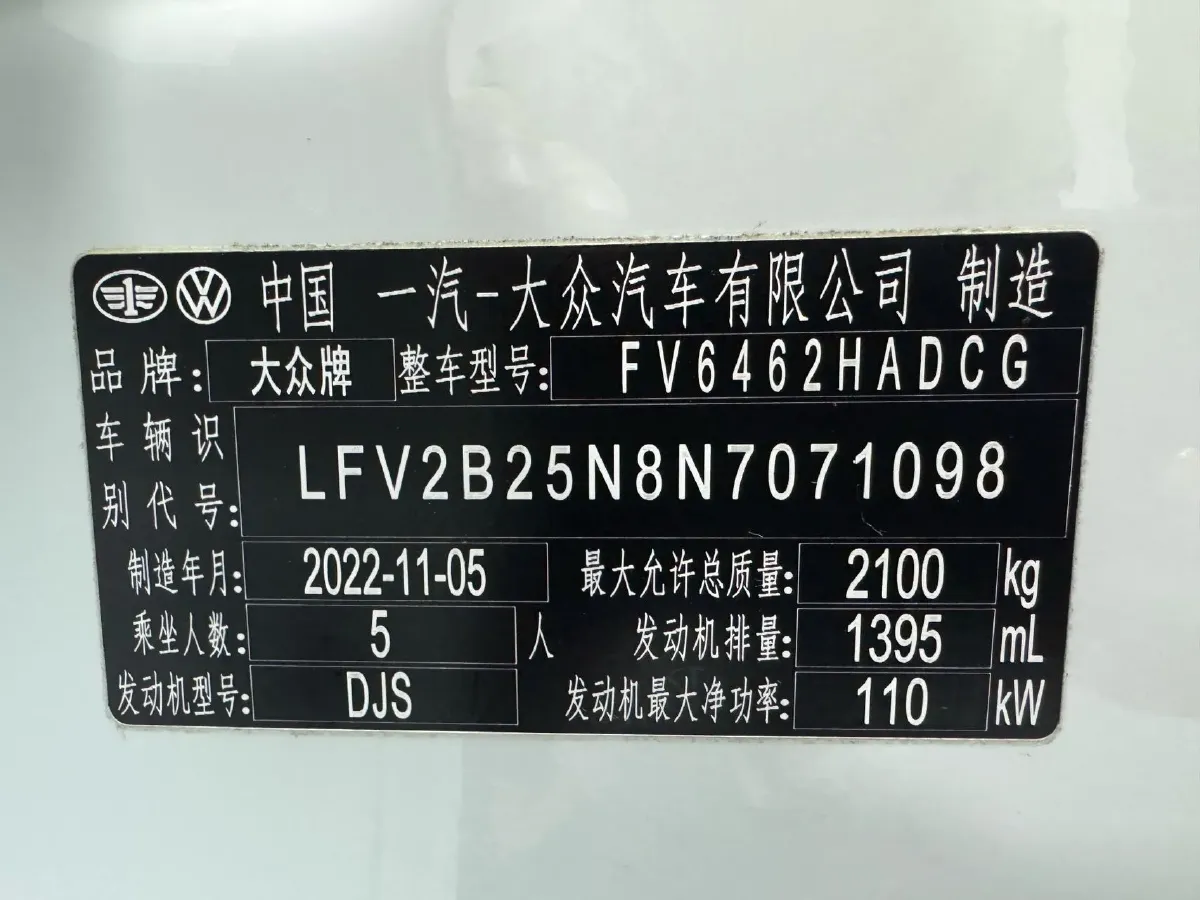 中国 一汽-大众汽车有限公司 制造
品牌: 大众牌 整车型号: FV6462HADCG
车辆识别代号: LFV2B25N8N7071098
制造年月: 2022-11-05 最大允许总质量: 2100 kg
乘坐人数: 5 人 发动机排量: 1395 mL
发动机型号: DJS 发动机最大净功率: 110 kW